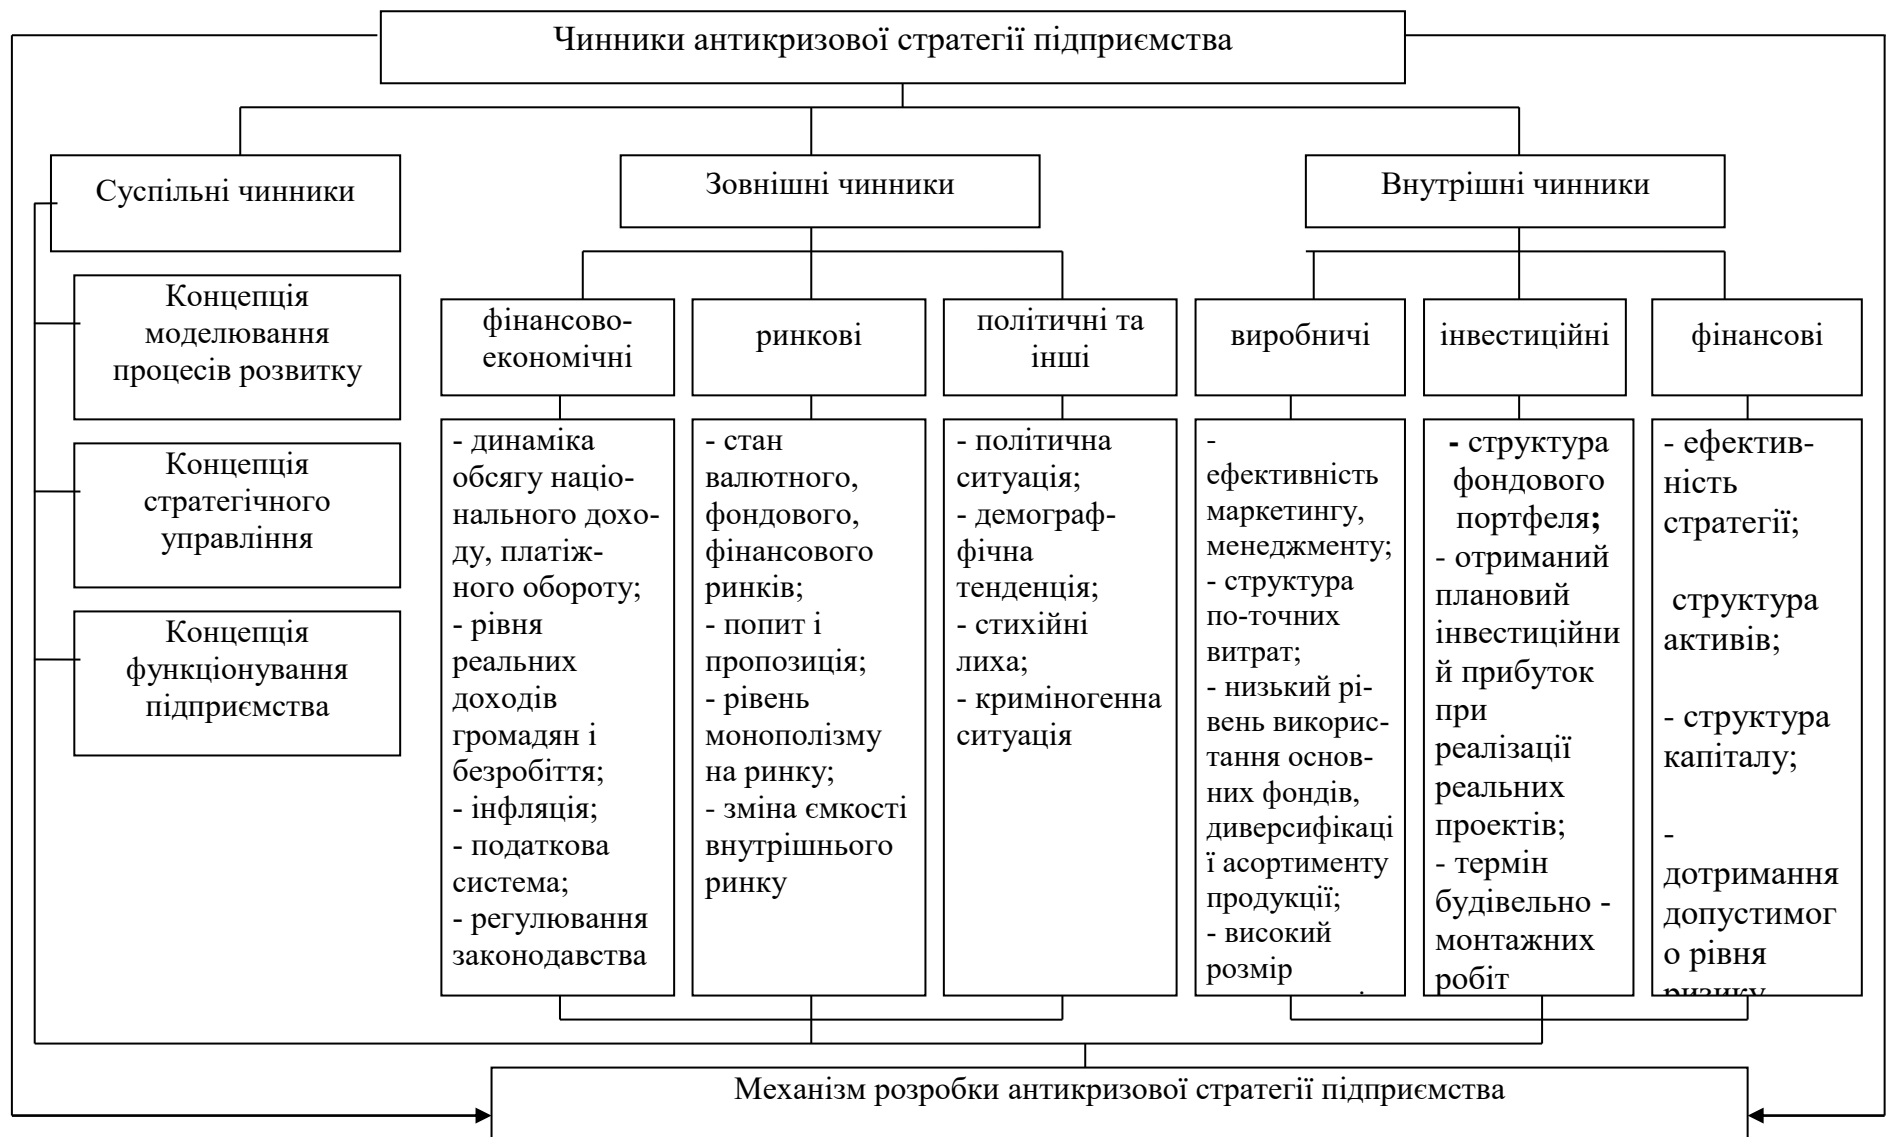 Чинники антикризової стратегії підприємства
Суспільні чинники
Зовнішні чинники
Внутрішні чинники
Концепція
моделювання
процесів розвитку
Концепція
стратегічного
управління
Концепція
функціонування
підприємства
фінансово-
економічні
ринкові
політичні та
інші
виробничі
інвестиційні
фінансові
- динаміка
обсягу націо-
нального дохо-
ду, платіж-
ного обороту;
- рівня
реальних
доходів
громадян і
безробіття;
- інфляція;
- податкова
система;
- регулювання
законодавства
- стан
валютного,
фондового,
фінансового
ринків;
- попит і
пропозиція;
- рівень
монополізму
на ринку;
- зміна ємкості
внутрішнього
ринку
- політична
ситуація;
- демограф-
фічна
тенденція;
- стихійні
лиха;
- криміногенна
ситуація
-
ефективність
маркетингу,
менеджменту;
- структура
по-точних
витрат;
- низький рі-
вень викорис-
тання основ-
них фондів,
диверсифікаці
ї асортименту
продукції;
- високий
розмір
- структура
фондового
портфеля;
- отриманий
плановий
інвестиційни
й прибуток
при
реалізації
реальних
проектів;
- термін
будівельно -
монтажних
робіт
- ефектив-
ність
стратегії;
структура
активів;
- структура
капіталу;
-
дотримання
допустимог
о рівня
ризику
Механізм розробки антикризової стратегії підприємства